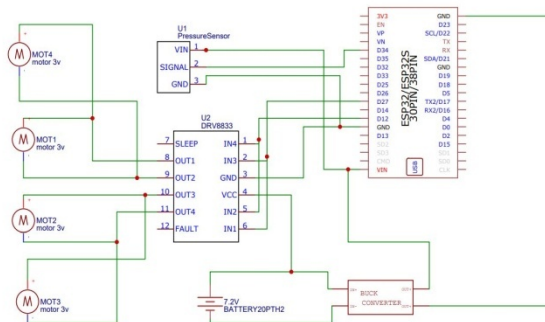 MOT4
motor 3v
MOT1
motor 3v
MOT2
motor 3v
MOT3
motor 3v
U1
PressureSensor
VIN 1
SIGNAL 2
GND 3
U2
DRV8833
7 SLEEP IN4 1
8 OUT1 IN3 2
9 OUT2 GND 3
10 OUT3 VCC 4
11 OUT4 IN2 5
12 FAULT IN1 6
7.2V
BATTERY20PTH2
BUCK
CONVERTER
ESP32/ESP32S
30PIN/38PIN
3V3 GND
EN D23
VP SCL/D22
VN TX
D34 RX
D35 SDA/D21
D32 GND
D33 D19
D25 D18
D26 D5
D27 TX2/D17
D14 RX2/D16
D12 D4
GND D0
D13 D2
SD2 D15
VIN CLK
USB